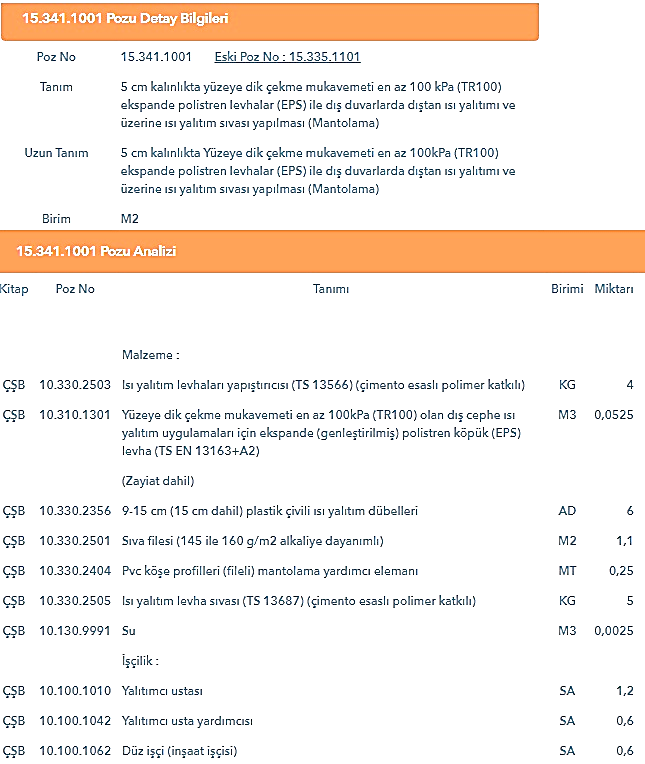 15.341.1001 Pozu Detay Bilgileri
Poz No 15.341.1001 Eski Poz No : 15.335.1101
Tanım 5 cm kalınlıkta yüzeye dik çekme mukavemeti en az 100 kPa (TR100)
ekspande polistren levhalar (EPS) ile dış duvarlarda dıştan ısı yalıtımı ve
üzerine ısı yalıtım sıvası yapılması (Mantolama)
Uzun Tanım 5 cm kalınlıkta Yüzeye dik çekme mukavemeti en az 100kPa (TR100)
ekspande polistren levhalar (EPS) ile dış duvarlarda dıştan ısı yalıtımı ve
üzerine ısı yalıtım sıvası yapılması (Mantolama)
Birim M2
15.341.1001 Pozu Analizi
Kitap Poz No Tanımı Birimi Miktarı
Malzeme :
ÇŞB 10.330.2503 Isı yalıtım levhaları yapıştırıcısı (TS 13566) (çimento esaslı polimer katkılı) KG 4
ÇŞB 10.310.1301 Yüzeye dik çekme mukavemeti en az 100kPa (TR100) olan dış cephe ısı M3 0,0525
yalıtım uygulamaları için ekspande (genleştirilmiş) polistren köpük (EPS)
levha (TS EN 13163+A2)
(Zayiat dahil)
ÇŞB 10.330.2356 9-15 cm (15 cm dahil) plastik çivili ısı yalıtım dübelleri AD 6
ÇŞB 10.330.2501 Sıva filesi (145 ile 160 g/m2 alkaliye dayanımlı) M2 1,1
ÇŞB 10.330.2404 Pvc köşe profilleri (fileli) mantolama yardımcı elemanı MT 0,25
ÇŞB 10.330.2505 Isı yalıtım levha sıvası (TS 13687) (çimento esaslı polimer katkılı) KG 5
ÇŞB 10.130.9991 Su M3 0,0025
İşçilik :
ÇŞB 10.100.1010 Yalıtımcı ustası SA 1,2
ÇŞB 10.100.1042 Yalıtımcı usta yardımcısı SA 0,6
ÇŞB 10.100.1062 Düz işçi (inşaat işçisi) SA 0,6